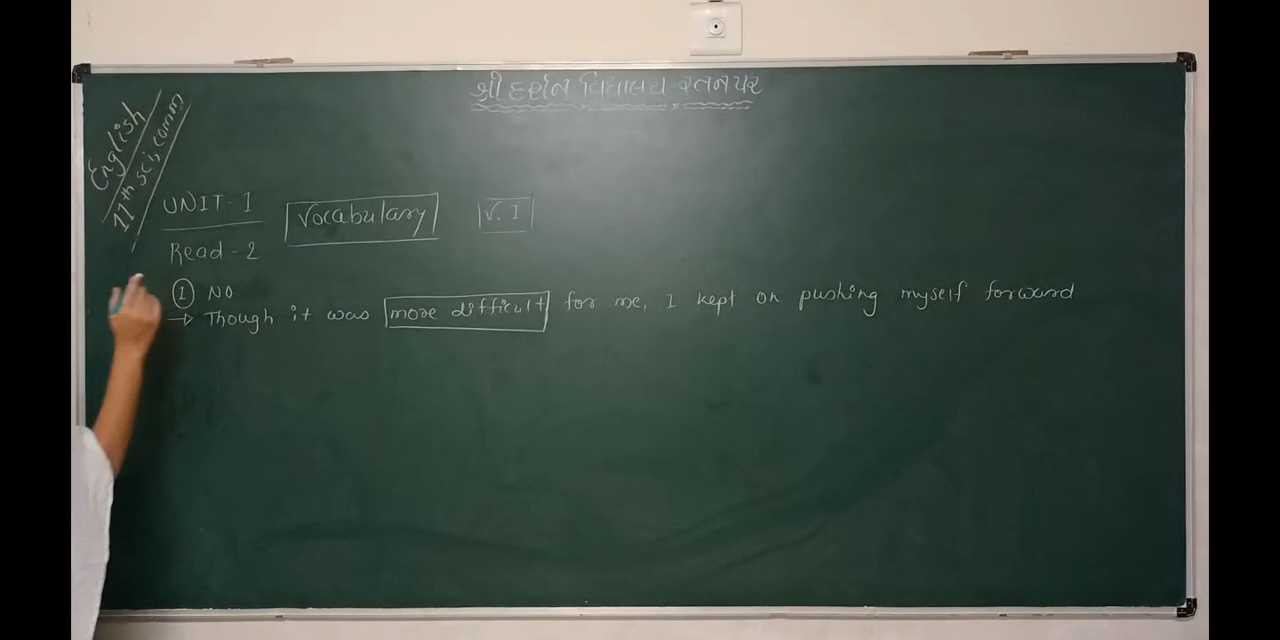 શ્રી દર્શન વિદ્યાલય - રતનપર
English
11th sci, comm
UNIT-1
Vocabulary
V. I
Read-2
① NO
→ Though it was more difficult for me, I kept on pushing myself forward